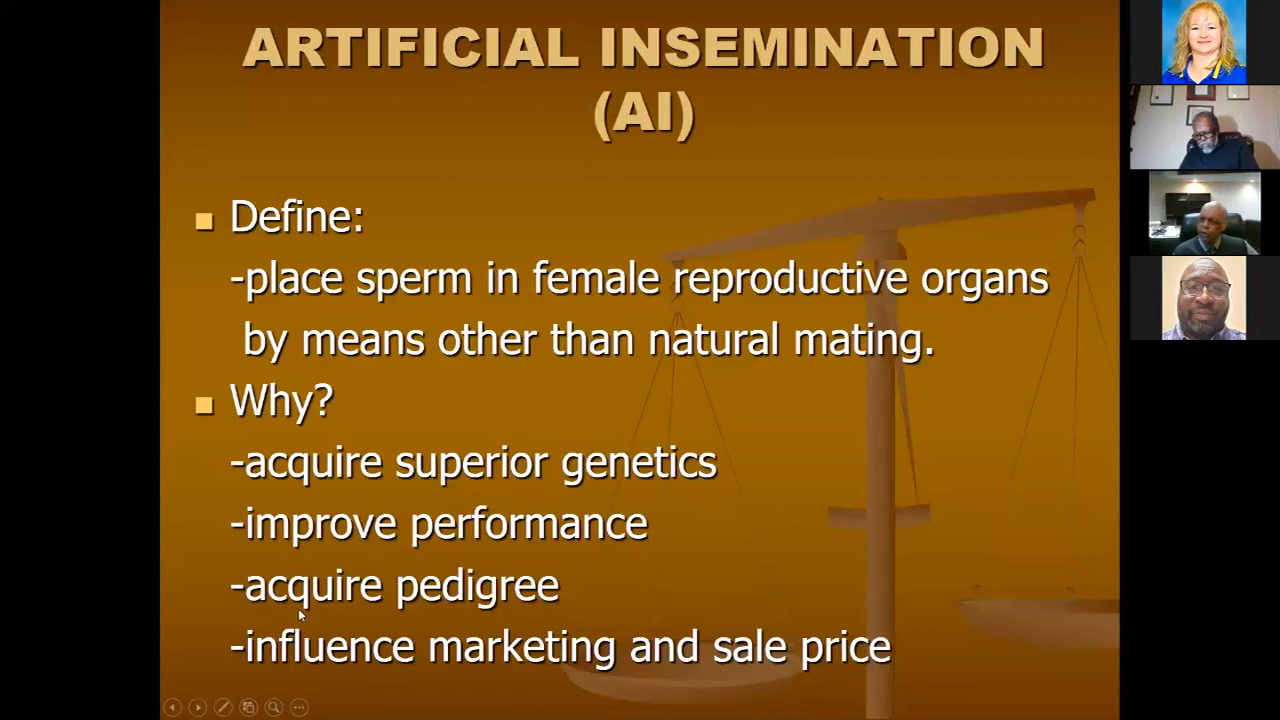 ARTIFICIAL INSEMINATION
(AI)
Define:
-place sperm in female reproductive organs
by means other than natural mating.
Why?
-acquire superior genetics
-improve performance
-acquire pedigree
-influence marketing and sale price